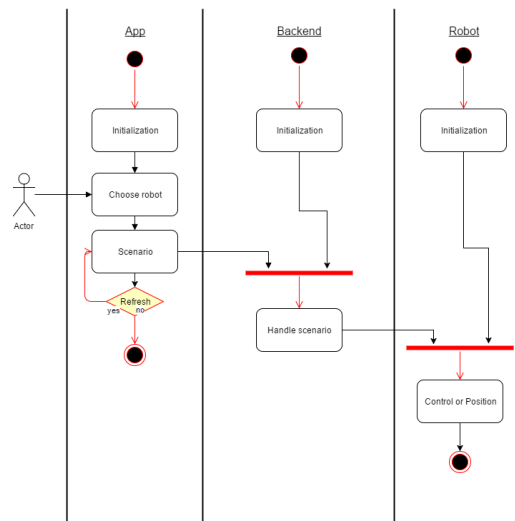 App
Backend
Robot
Initialization
Initialization
Initialization
Choose robot
Actor
Scenario
Refresh
yes
no
Handle scenario
Control or Position